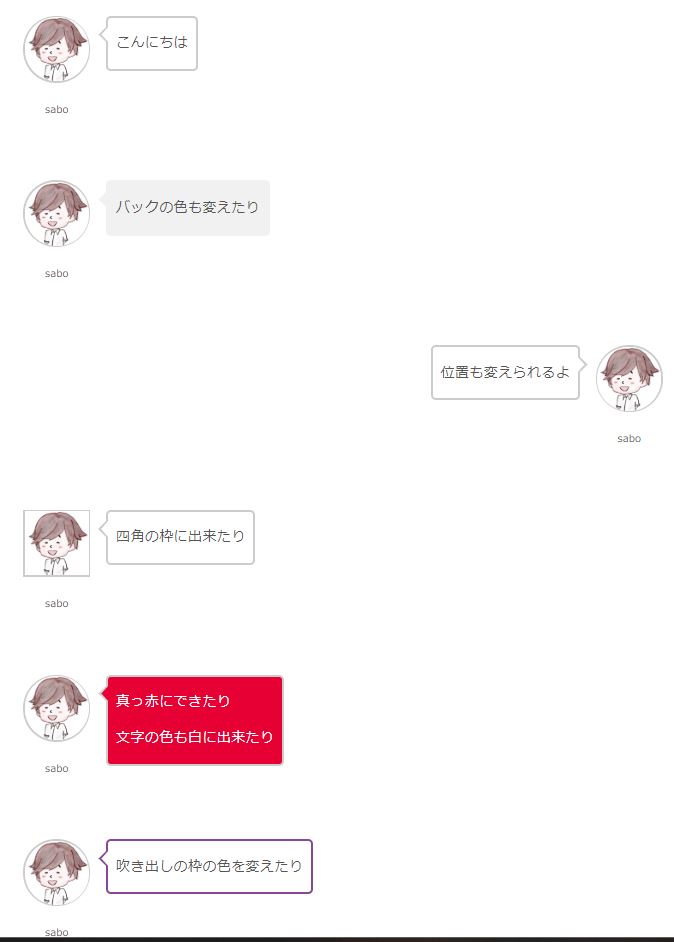 こんにちは
sabo
バックの色も変えたり
sabo
位置も変えられるよ
sabo
四角の枠に出来たり
sabo
真っ赤にできたり
文字の色も白に出来たり
sabo
吹き出しの枠の色を変えたり
sabo